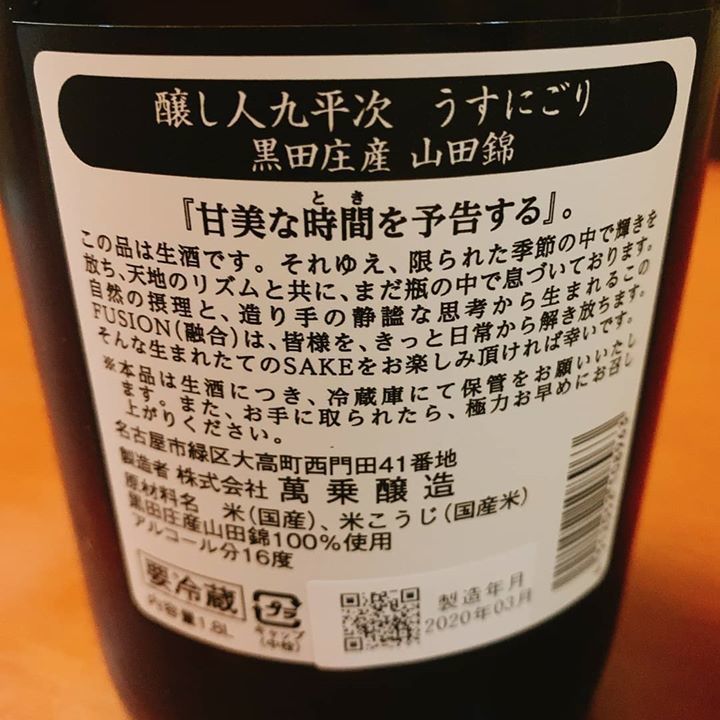 醸し人九平次 うすにごり
黒田庄産 山田錦
とき
『甘美な時間を予告する』。
この品は生酒です。それゆえ、限られた季節の中で輝きを
放ち、天地のリズムと共に、まだ瓶の中で息づいております。
自然の摂理と、造り手の静謐な思考から生まれるこの
FUSION(融合)は、皆様を、きっと日常から解き放ちます。
そんな生まれたてのSAKEをお楽しみ頂ければ幸いです。
※本品は生酒につき、冷蔵庫にて保管をお願いいたし
ます。また、お手に取られたら、極力お早めにお召し
上がりください。
名古屋市緑区大高町西門田41番地
製造者 株式会社 萬乗醸造
原材料名 米(国産)、米こうじ(国産米)
黒田庄産山田錦100%使用
アルコール分16度
要冷蔵
内容量1.8L
プラ
キャップ
(中栓)
製造年月
2020年03月